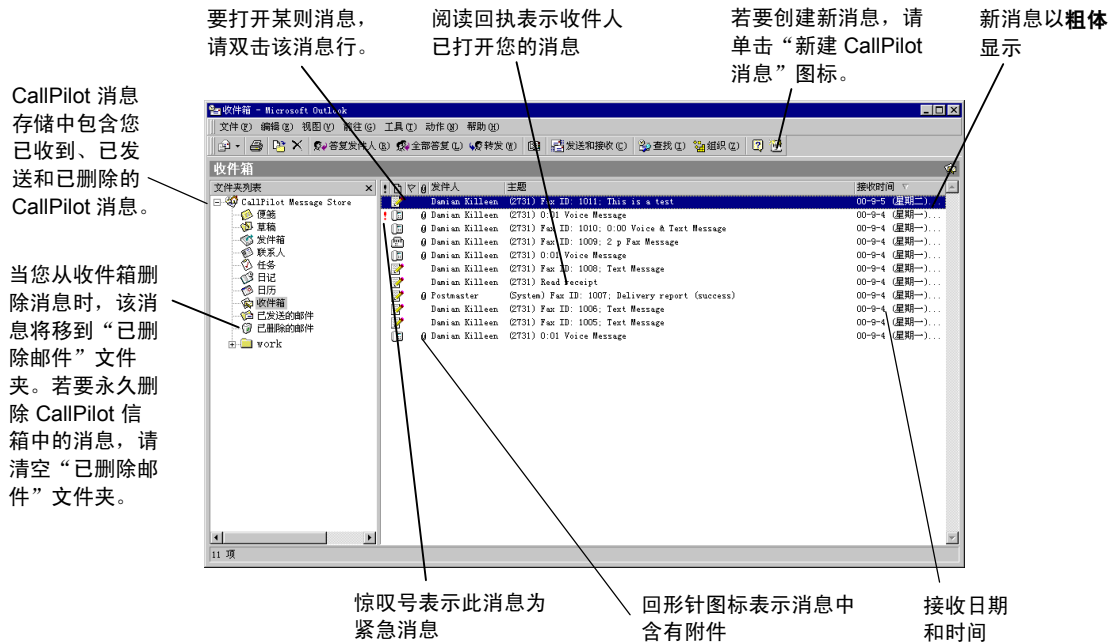 要打开某则消息，
请双击该消息行。
阅读回执表示收件人
已打开您的消息
若要创建新消息，请
单击“新建 CallPilot
消息”图标。
新消息以粗体
显示
CallPilot 消息
存储中包含您
已收到、已发
送和已删除的
CallPilot 消息。
当您从收件箱删
除消息时，该消
息将移到“已删
除邮件”文件
夹。若要永久删
除 CallPilot 信
箱中的消息，请
清空“已删除邮
件”文件夹。
收件箱 - Microsoft Outlook
文件(F) 编辑(E) 视图(V) 前往(G) 工具(T) 动作(N) 帮助(H)
答复发件人(R) 全部答复(L) 转发(W) 发送和接收(C) 查找(I) 组织(Z)
收件箱
文件夹列表
CallPilot Message Store
便笺
草稿
发件箱
联系人
任务
日记
日历
收件箱
已发送的邮件
已删除的邮件
work
发件人 主题 接收时间
Damian Killeen (2731) Fax ID: 1011; This is a test 00-9-5 (星期二)...
Damian Killeen (2731) 0:01 Voice Message 00-9-4 (星期一)...
Damian Killeen (2731) Fax ID: 1010; 0:00 Voice & Text Message 00-9-4 (星期一)...
Damian Killeen (2731) Fax ID: 1009; 2 p Fax Message 00-9-4 (星期一)...
Damian Killeen (2731) 0:01 Voice Message 00-9-4 (星期一)...
Damian Killeen (2731) Fax ID: 1008; Text Message 00-9-4 (星期一)...
Damian Killeen (2731) Read receipt 00-9-4 (星期一)...
Postmaster (System) Fax ID: 1007; Delivery report (success) 00-9-4 (星期一)...
Damian Killeen (2731) Fax ID: 1006; Text Message 00-9-4 (星期一)...
Damian Killeen (2731) Fax ID: 1005; Text Message 00-9-4 (星期一)...
Damian Killeen (2731) 0:01 Voice Message 00-9-4 (星期一)...
11 项
惊叹号表示此消息为
紧急消息
回形针图标表示消息中
含有附件
接收日期
和时间